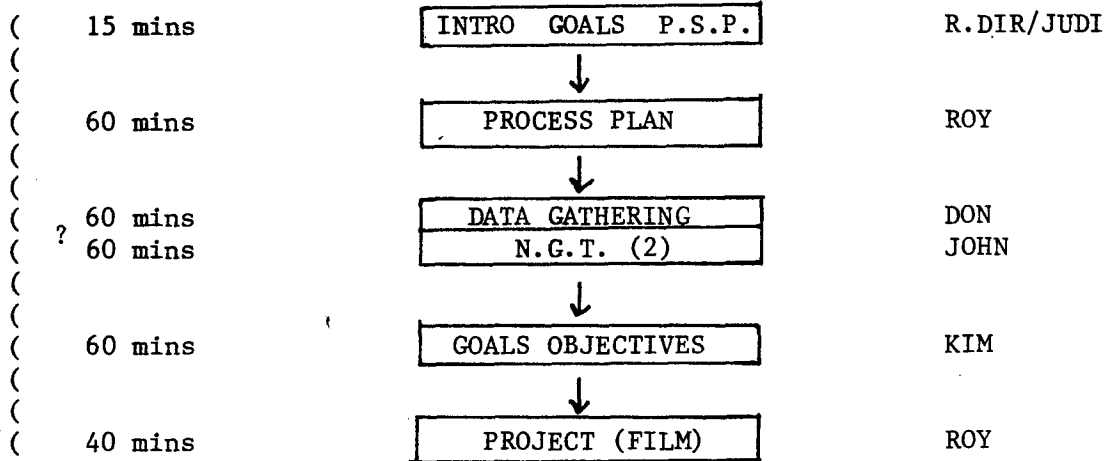 ( 15 mins INTRO GOALS P.S.P. R.DIR/JUDI
(
(
( 60 mins PROCESS PLAN ROY
(
(
( 60 mins DATA GATHERING DON
?
( 60 mins N.G.T. (2) JOHN
(
(
( 60 mins GOALS OBJECTIVES KIM
(
(
( 40 mins PROJECT (FILM) ROY